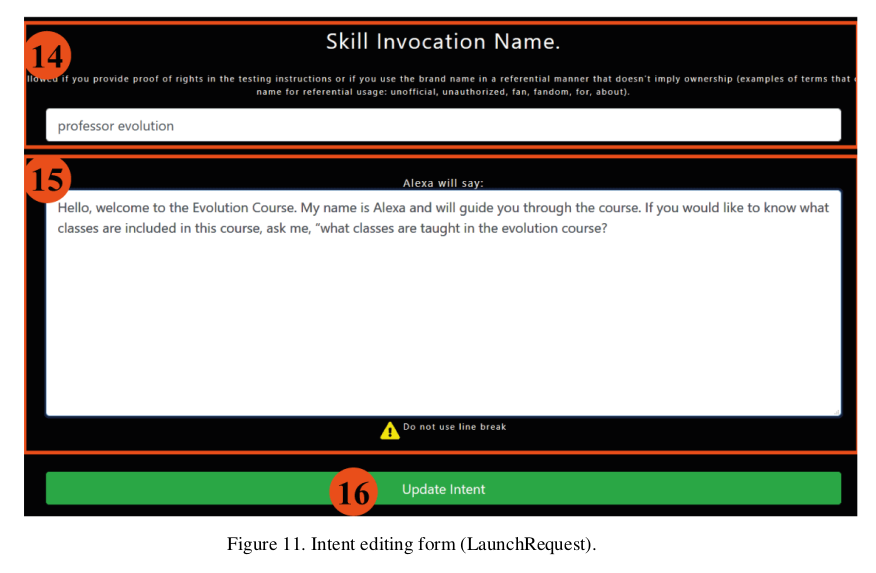 14
Skill Invocation Name.
if you provide proof of rights in the testing instructions or if you use the brand name in a referential manner that doesn't imply ownership (examples of terms that
name for referential usage: unofficial, unauthorized, fan, fandom, for, about).
professor evolution
15
Alexa will say:
Hello, welcome to the Evolution Course. My name is Alexa and will guide you through the course. If you would like to know what
classes are included in this course, ask me, "what classes are taught in the evolution course?
Do not use line break
16 Update Intent
Figure 11. Intent editing form (LaunchRequest).